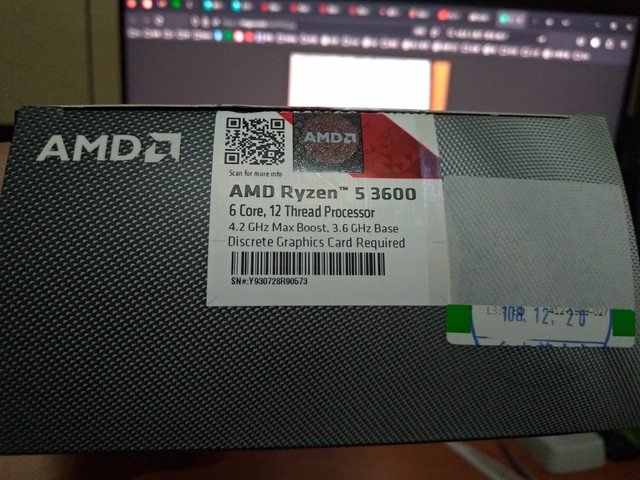 AMD
AMD
Scan for more info
AMD Ryzen™ 5 3600
6 Core, 12 Thread Processor
4.2 GHz Max Boost, 3.6 GHz Base
Discrete Graphics Card Required
SN#:Y930728R90573
108. 12. 20